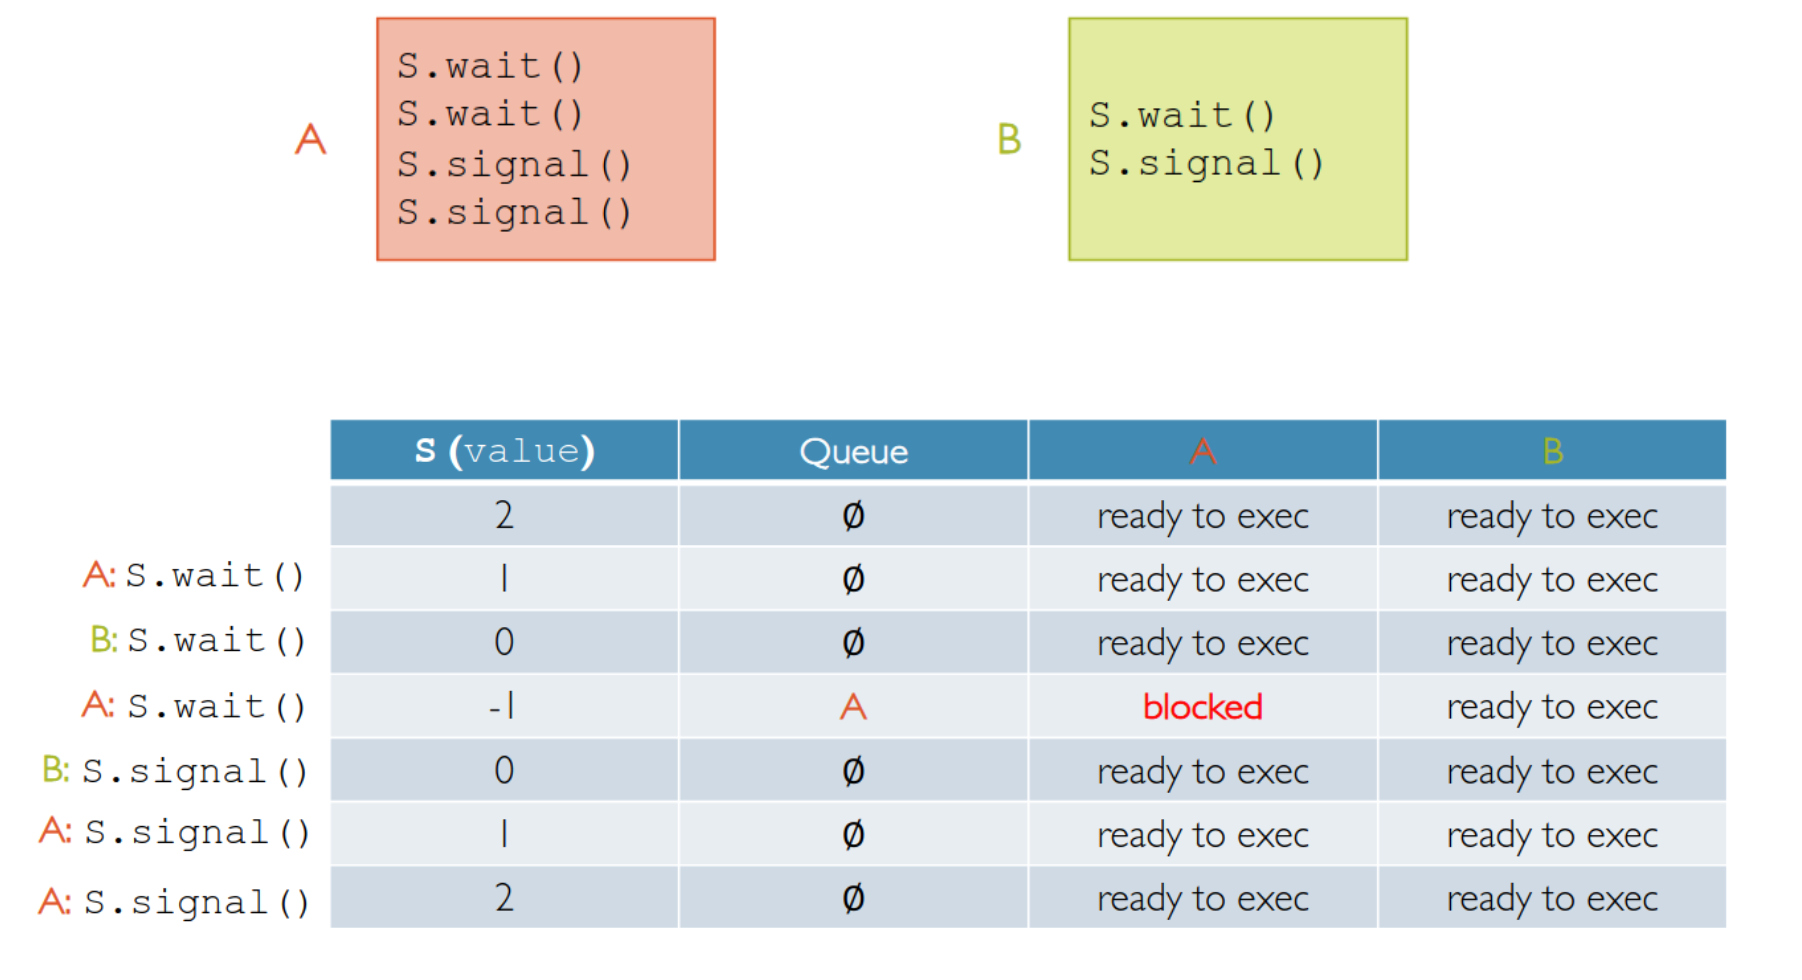 S.wait()
S.wait()
S.signal()
S.signal()
A
B
S.wait()
S.signal()
S (value) Queue A B
2 Ø ready to exec ready to exec
A: S.wait() 1 Ø ready to exec ready to exec
B: S.wait() 0 Ø ready to exec ready to exec
A: S.wait() -1 A blocked ready to exec
B: S.signal() 0 Ø ready to exec ready to exec
A: S.signal() 1 Ø ready to exec ready to exec
A: S.signal() 2 Ø ready to exec ready to exec